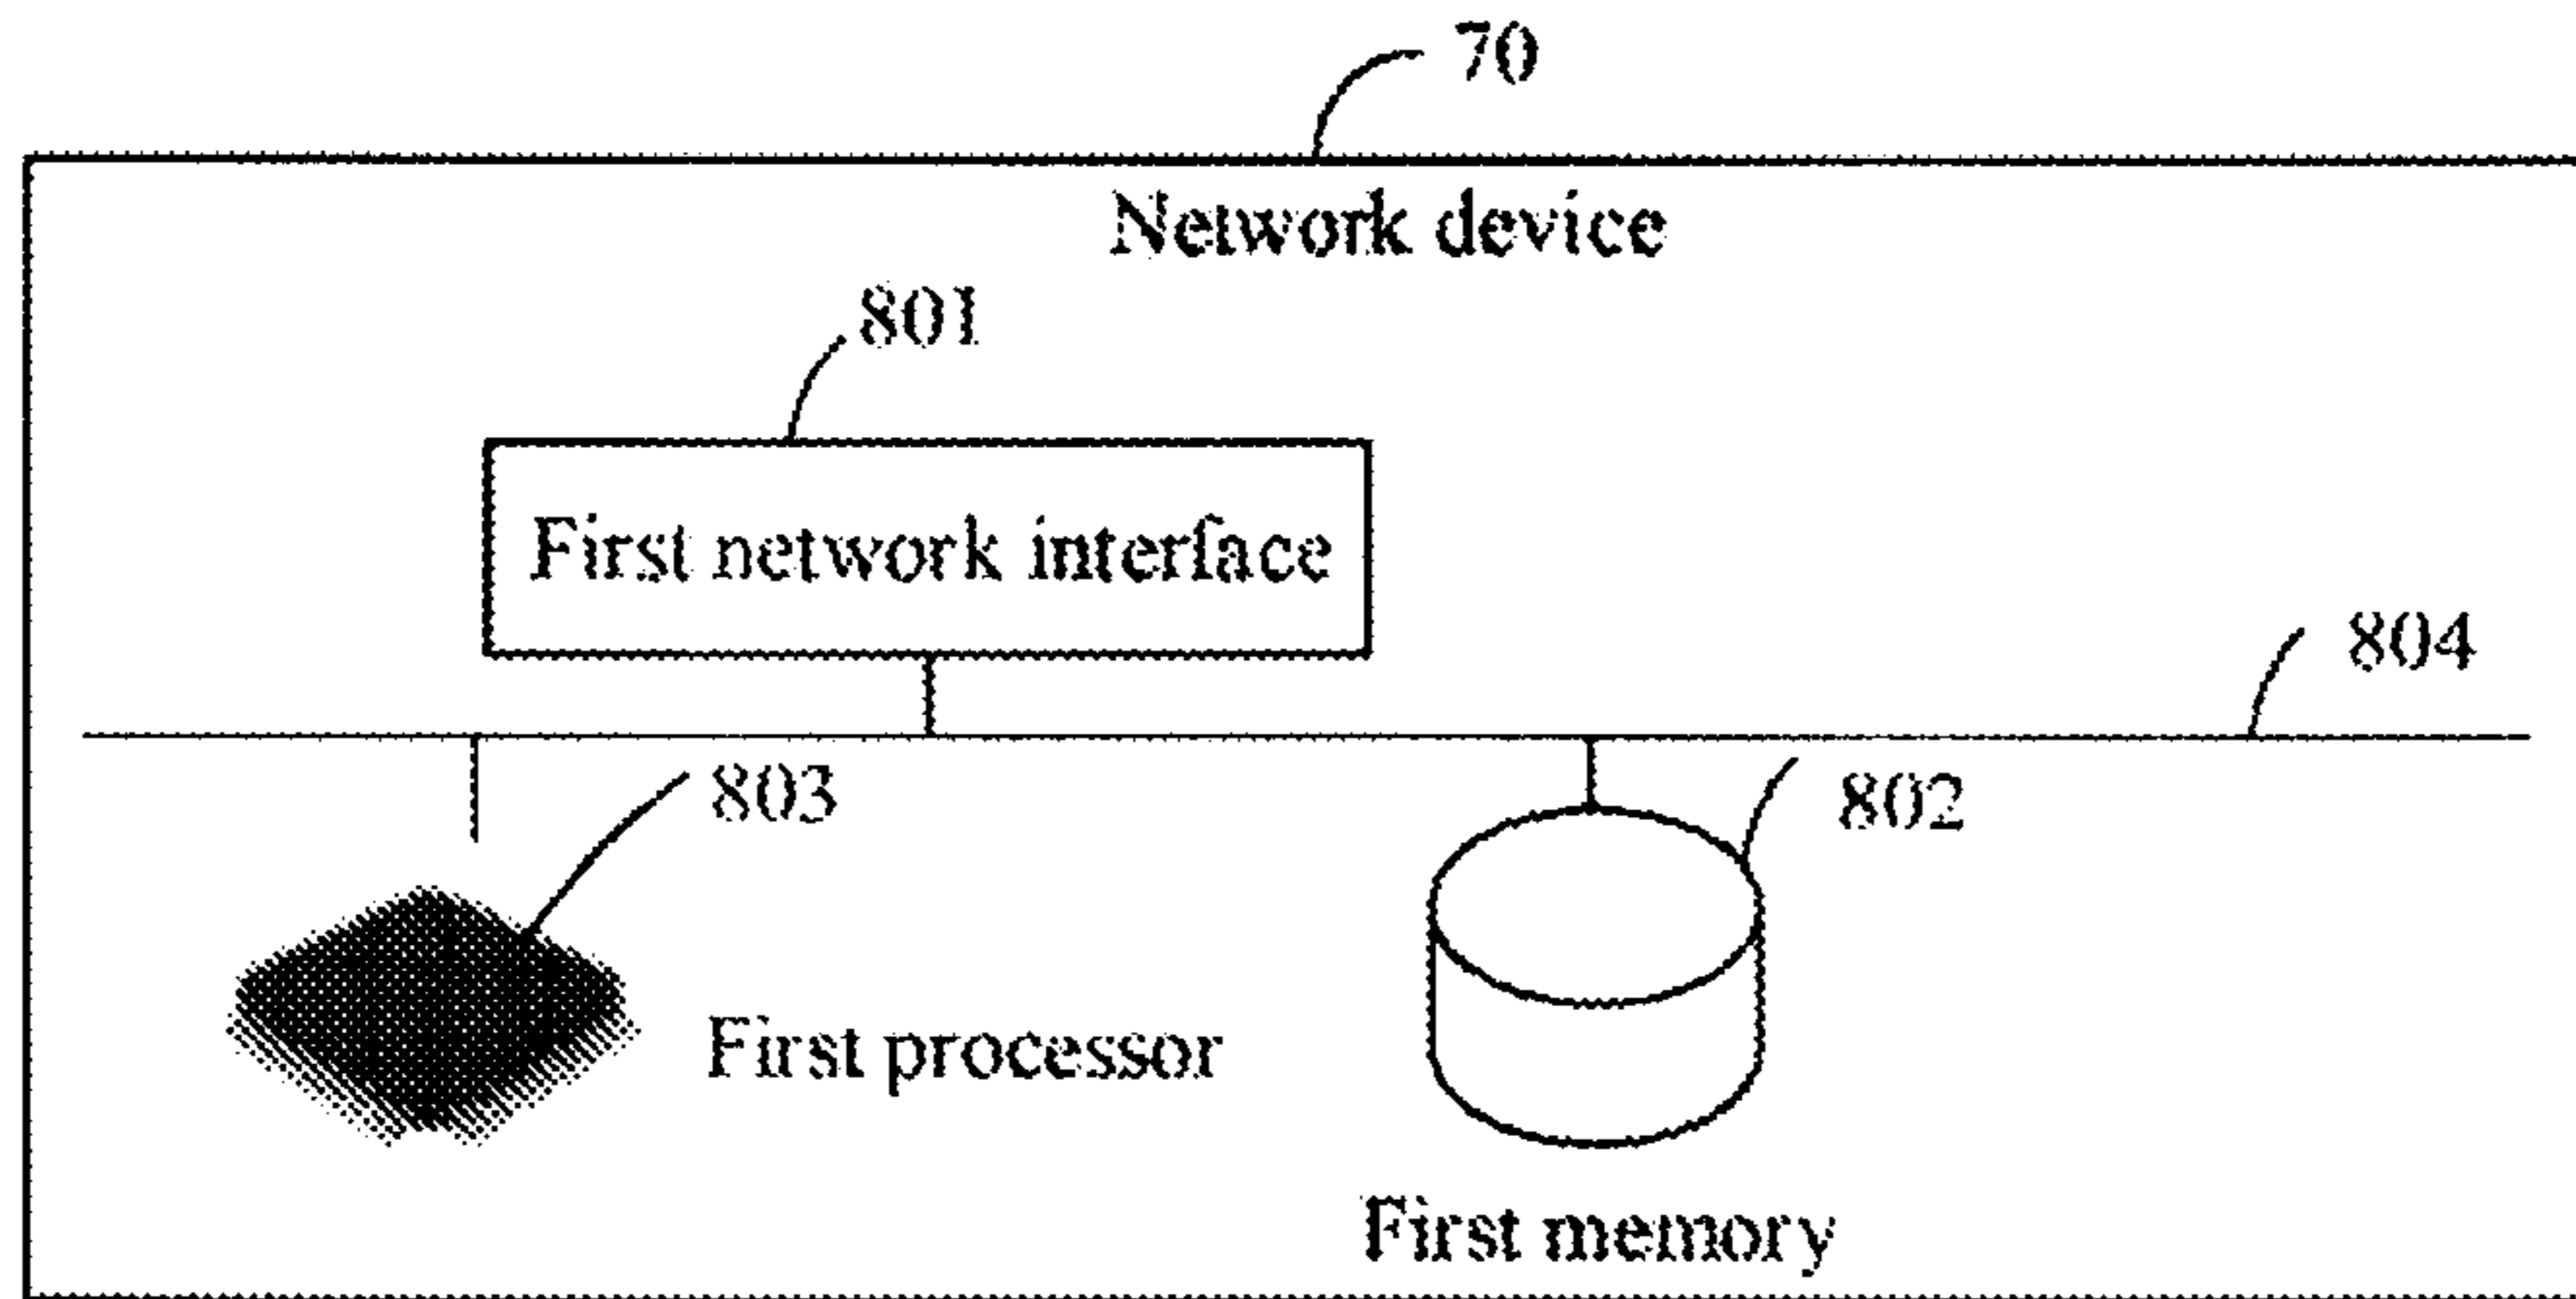 70
Network device
801
First network interface
804
803
802
First processor
First memory